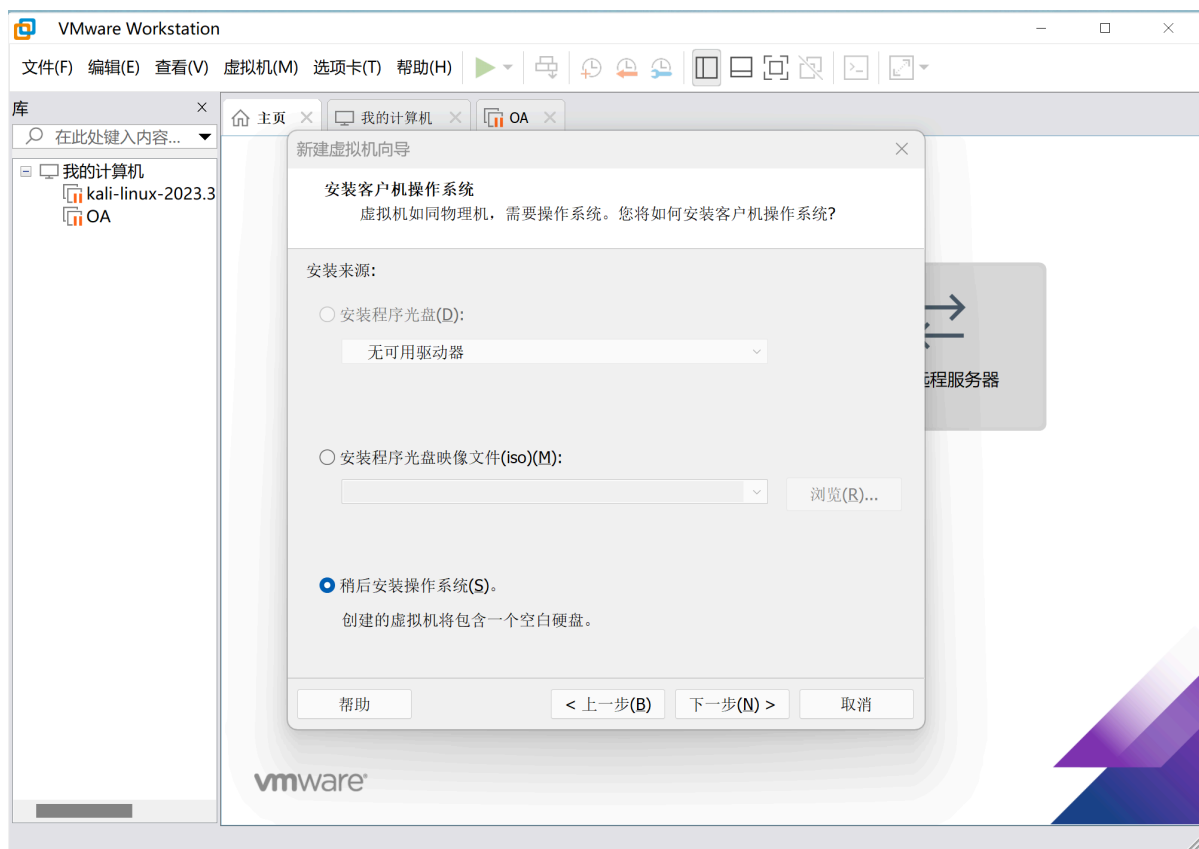 VMware Workstation
文件(F) 编辑(E) 查看(V) 虚拟机(M) 选项卡(T) 帮助(H)
库
主页
我的计算机
OA
在此处键入内容...
我的计算机
kali-linux-2023.3
OA
新建虚拟机向导
安装客户机操作系统
虚拟机如同物理机，需要操作系统。您将如何安装客户机操作系统?
安装来源:
安装程序光盘(D):
无可用驱动器
程服务器
安装程序光盘映像文件(iso)(M):
浏览(R)...
稍后安装操作系统(S)。
创建的虚拟机将包含一个空白硬盘。
帮助
< 上一步(B)
下一步(N) >
取消
vmware